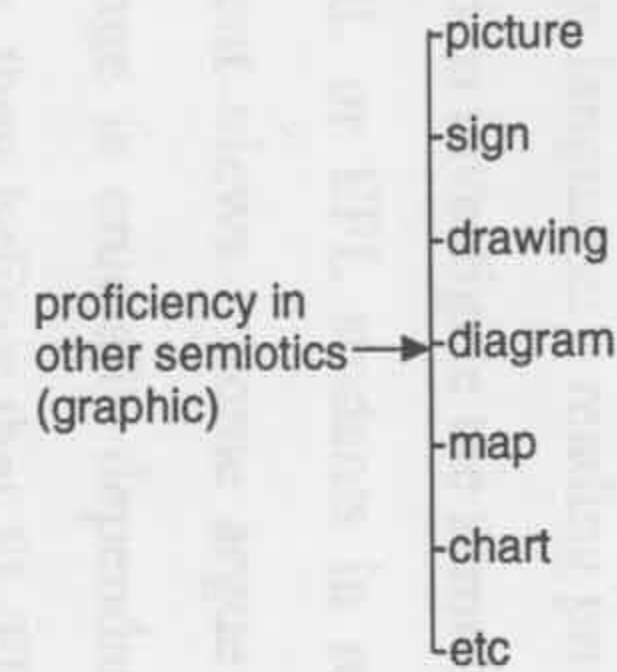 picture
sign
drawing
proficiency in
other semiotics
(graphic)
diagram
map
chart
etc